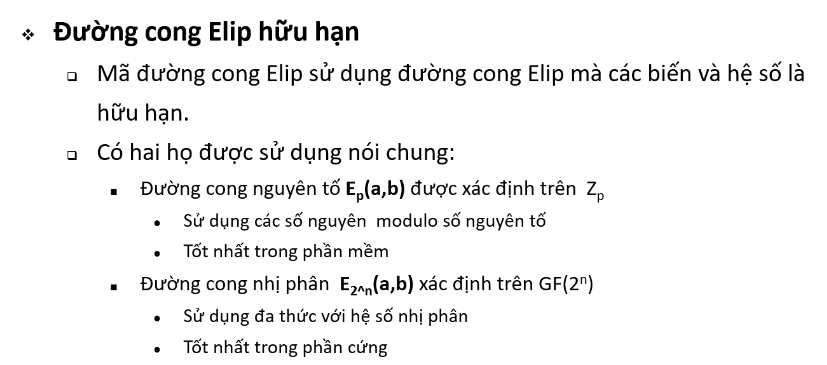 Đường cong Elip hữu hạn
Mã đường cong Elip sử dụng đường cong Elip mà các biến và hệ số là
hữu hạn.
Có hai họ được sử dụng nói chung:
Đường cong nguyên tố Eₚ(a,b) được xác định trên Zₚ
Sử dụng các số nguyên modulo số nguyên tố
Tốt nhất trong phần mềm
Đường cong nhị phân E₂^ₙ(a,b) xác định trên GF(2ⁿ)
Sử dụng đa thức với hệ số nhị phân
Tốt nhất trong phần cứng